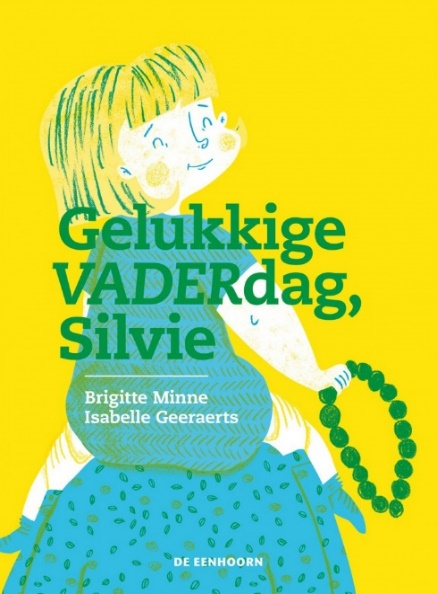 Gelukkige
VADERdag,
Silvie
Brigitte Minne
Isabelle Geeraerts
DE EENHOORN